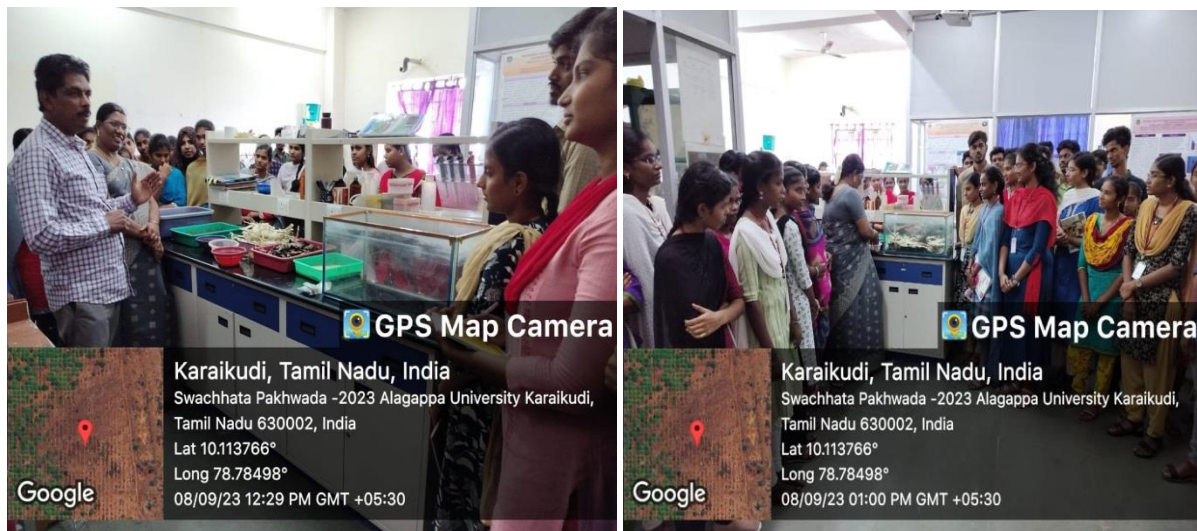 GPS Map Camera
Karaikudi, Tamil Nadu, India
Swachhata Pakhwada -2023 Alagappa University Karaikudi,
Tamil Nadu 630002, India
Lat 10.113766°
Long 78.78498°
08/09/23 12:29 PM GMT +05:30
Google
GPS Map Camera
Karaikudi, Tamil Nadu, India
Swachhata Pakhwada -2023 Alagappa University Karaikudi,
Tamil Nadu 630002, India
Lat 10.113766°
Long 78.78498°
08/09/23 01:00 PM GMT +05:30
Google